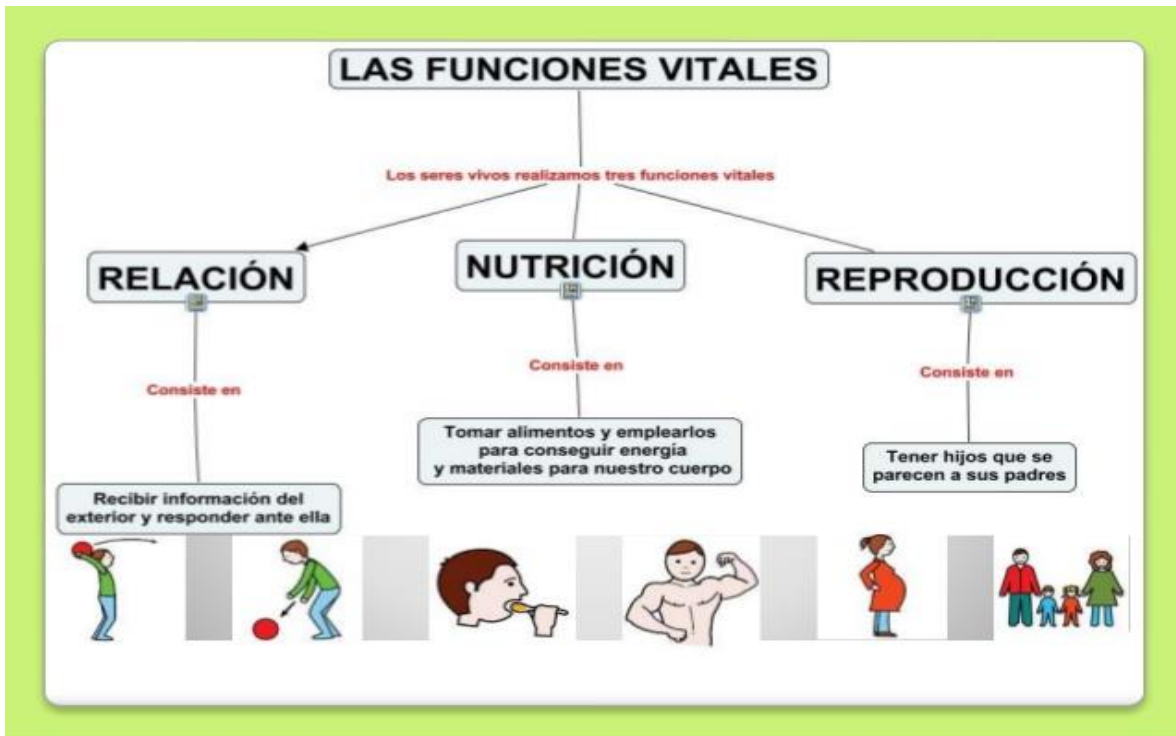 LAS FUNCIONES VITALES
Los seres vivos realizamos tres funciones vitales
RELACIÓN
NUTRICIÓN
REPRODUCCIÓN
Consiste en
Consiste en
Consiste en
Recibir información del
exterior y responder ante ella
Tomar alimentos y emplearlos
para conseguir energía
y materiales para nuestro cuerpo
Tener hijos que se
parecen a sus padres